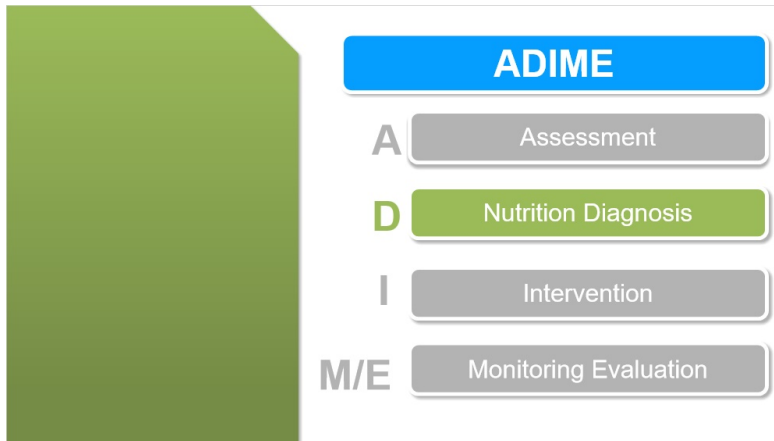 ADIME
A Assessment
D Nutrition Diagnosis
I Intervention
M/E Monitoring Evaluation